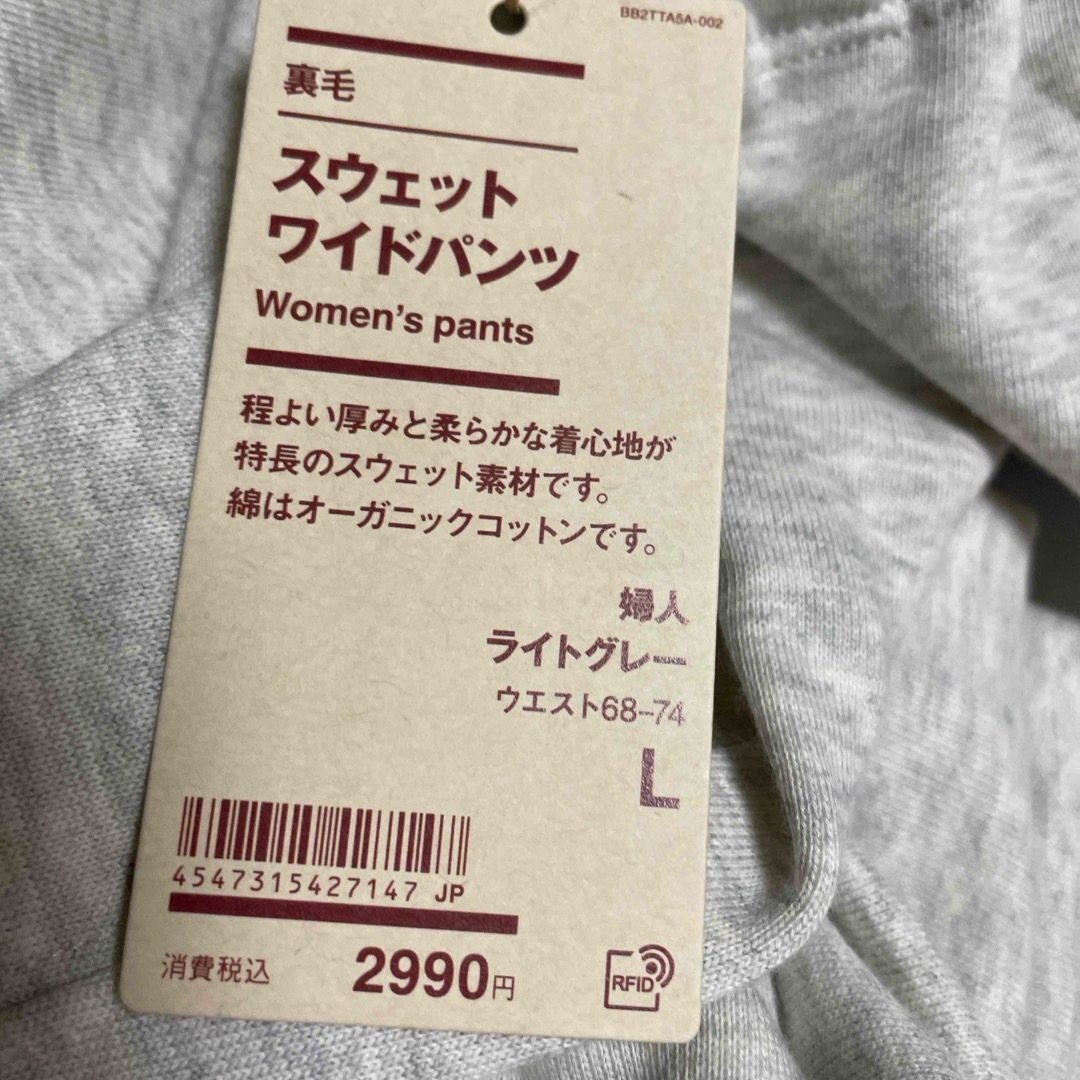 BB2TTA5A-002
裏毛
スウェット
ワイドパンツ
Women's pants
程よい厚みと柔らかな着心地が
特長のスウェット素材です。
綿はオーガニックコットンです。
婦人
ライトグレー
ウエスト68-74
L
4547315427147 JP
消費税込 2990円
RFID